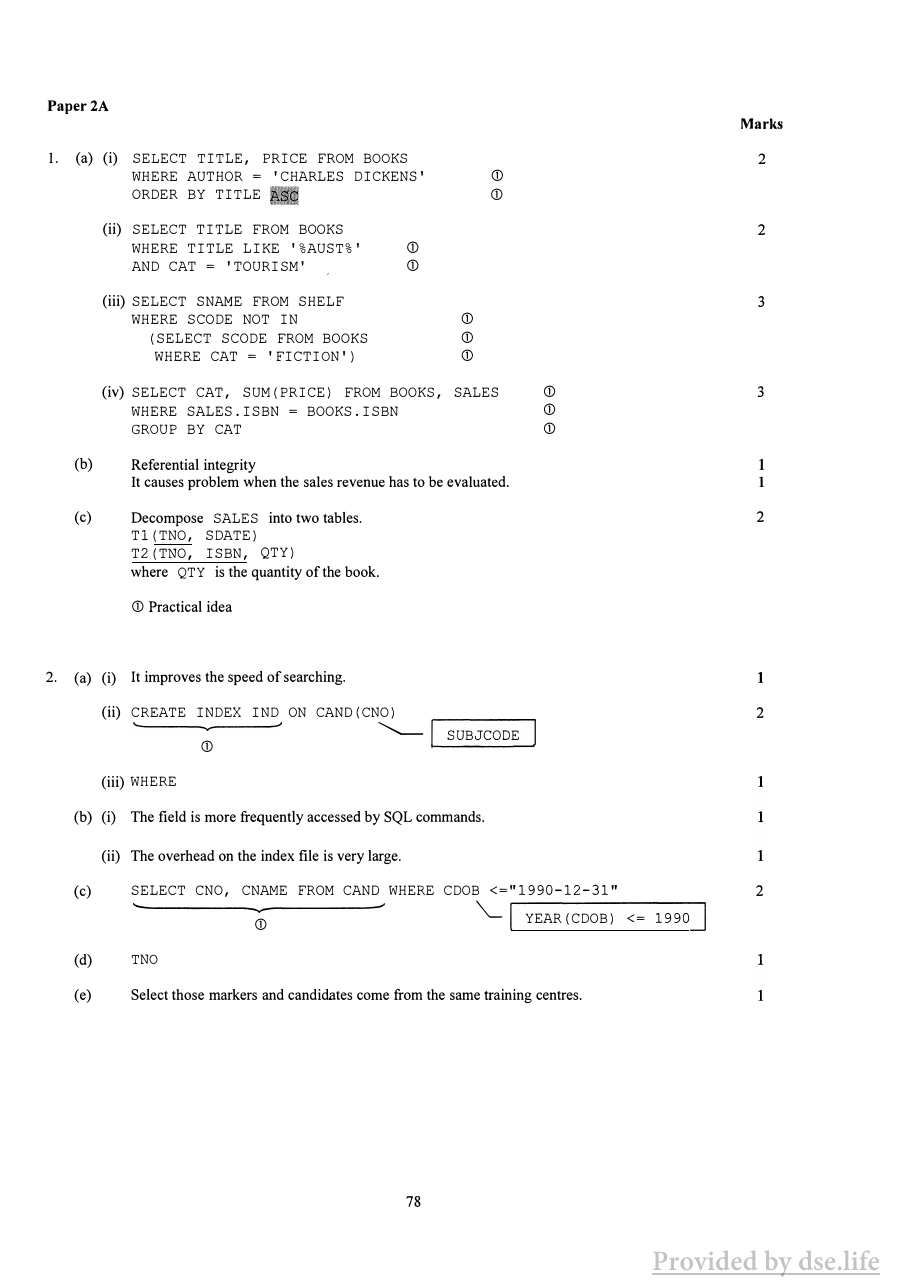 Paper 2A
Marks
1. (a) (i) SELECT TITLE, PRICE FROM BOOKS 2
WHERE AUTHOR = 'CHARLES DICKENS' ①
ORDER BY TITLE ASC ①
(ii) SELECT TITLE FROM BOOKS 2
WHERE TITLE LIKE '%AUST%' ①
AND CAT = 'TOURISM' ①
(iii) SELECT SNAME FROM SHELF 3
WHERE SCODE NOT IN ①
(SELECT SCODE FROM BOOKS ①
WHERE CAT = 'FICTION') ①
(iv) SELECT CAT, SUM(PRICE) FROM BOOKS, SALES ① 3
WHERE SALES.ISBN = BOOKS.ISBN ①
GROUP BY CAT ①
(b) Referential integrity 1
It causes problem when the sales revenue has to be evaluated. 1
(c) Decompose SALES into two tables. 2
T1(TNO, SDATE)
T2(TNO, ISBN, QTY)
where QTY is the quantity of the book.
① Practical idea
2. (a) (i) It improves the speed of searching. 1
(ii) CREATE INDEX IND ON CAND(CNO) 2
SUBJCODE
①
(iii) WHERE 1
(b) (i) The field is more frequently accessed by SQL commands. 1
(ii) The overhead on the index file is very large. 1
(c) SELECT CNO, CNAME FROM CAND WHERE CDOB <="1990-12-31" 2
YEAR(CDOB) <= 1990
①
(d) TNO 1
(e) Select those markers and candidates come from the same training centres. 1
78
Provided by dse.life